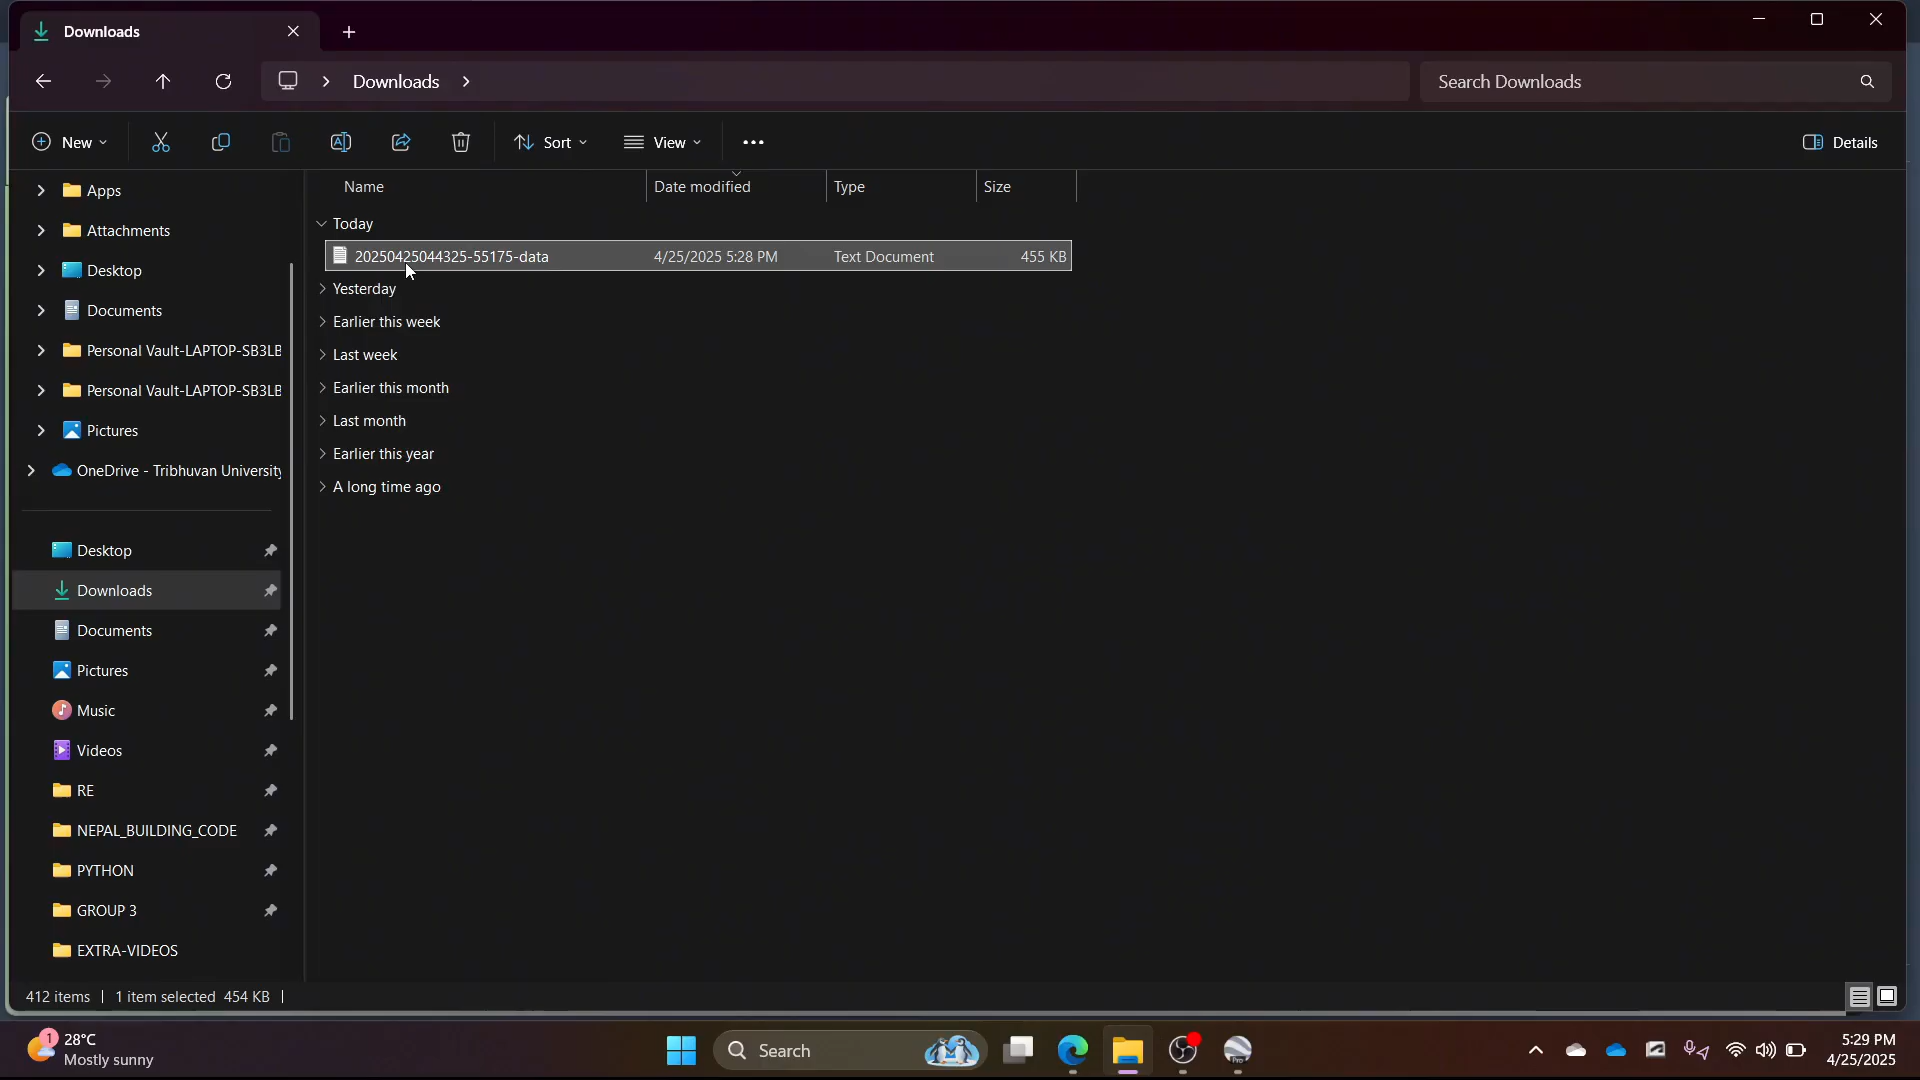 Downloads
Downloads
Search Downloads
New
Sort
View
Details
Apps
Attachments
Desktop
Documents
Personal Vault-LAPTOP-SB3LB
Personal Vault-LAPTOP-SB3LB
Pictures
OneDrive - Tribhuvan University
Desktop
Downloads
Documents
Pictures
Music
Videos
RE
NEPAL_BUILDING_CODE
PYTHON
GROUP 3
EXTRA-VIDEOS
Name Date modified Type Size
Today
20250425044325-55175-data 4/25/2025 5:28 PM Text Document 455 KB
Yesterday
Earlier this week
Last week
Earlier this month
Last month
Earlier this year
A long time ago
412 items 1 item selected 454 KB
1
28°C
Mostly sunny
Search
Pro
5:29 PM
4/25/2025